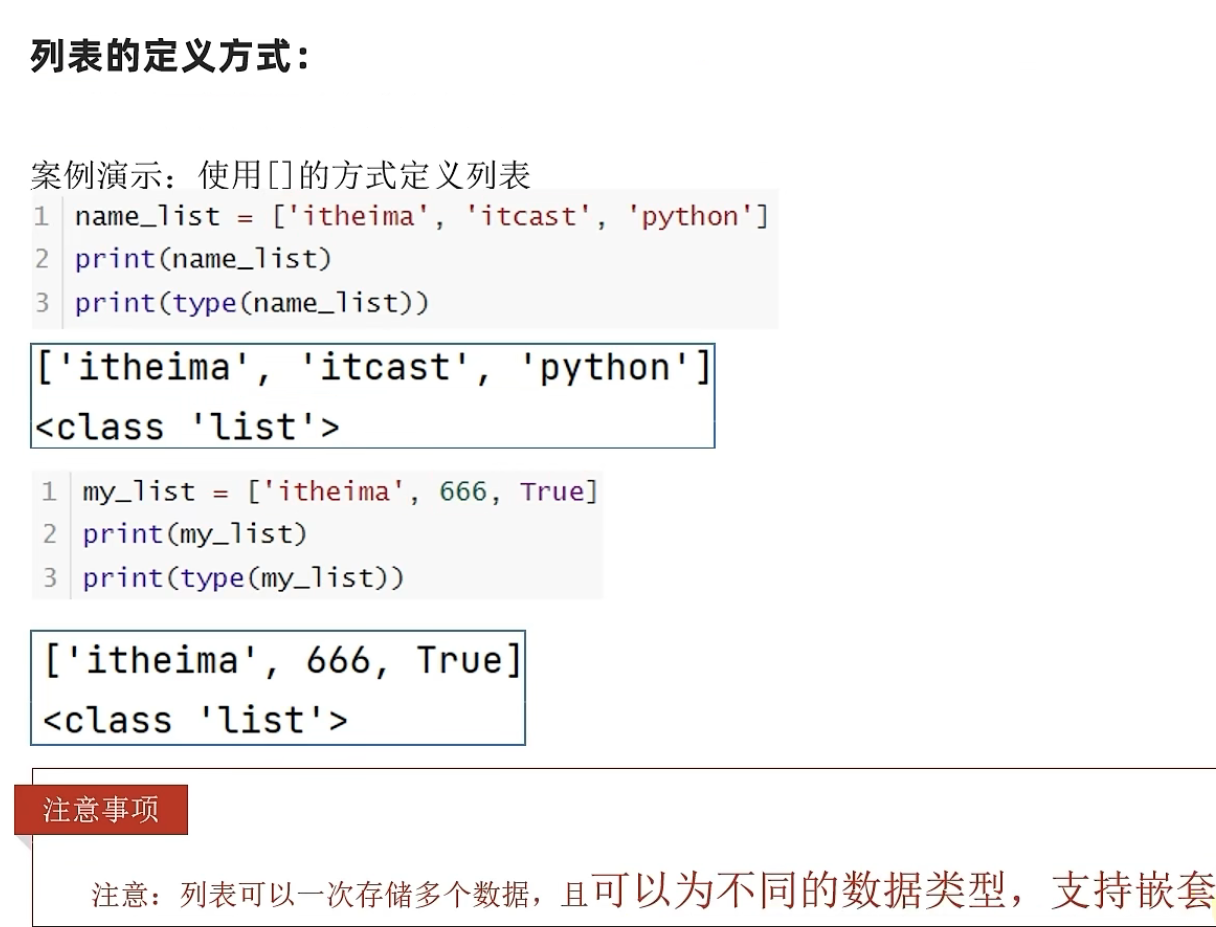 列表的定义方式：
案例演示：使用[]的方式定义列表
1 name_list = ['itheima', 'itcast', 'python']
2 print(name_list)
3 print(type(name_list))
['itheima', 'itcast', 'python']
<class 'list'>
1 my_list = ['itheima', 666, True]
2 print(my_list)
3 print(type(my_list))
['itheima', 666, True]
<class 'list'>
注意事项
注意：列表可以一次存储多个数据，且可以为不同的数据类型，支持嵌套